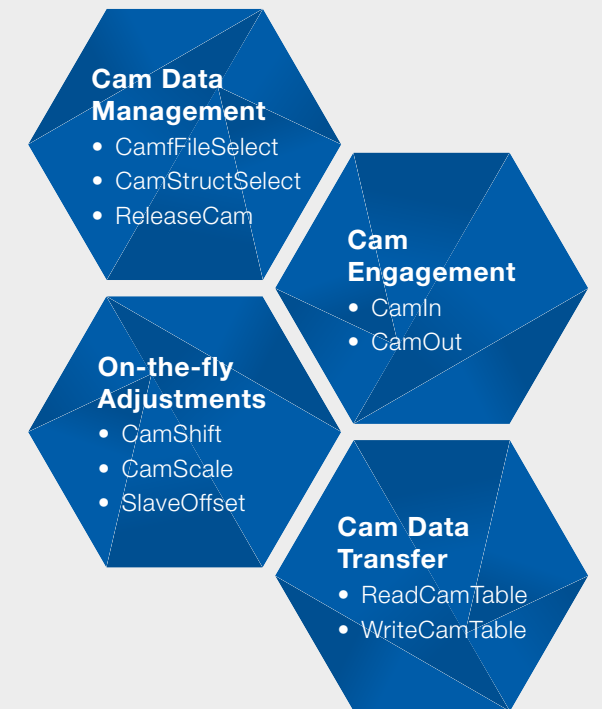 Cam Data
Management
• CamfFileSelect
• CamStructSelect
• ReleaseCam
Cam
Engagement
• CamIn
• CamOut
On-the-fly
Adjustments
• CamShift
• CamScale
• SlaveOffset
Cam Data
Transfer
• ReadCamTable
• WriteCamTable